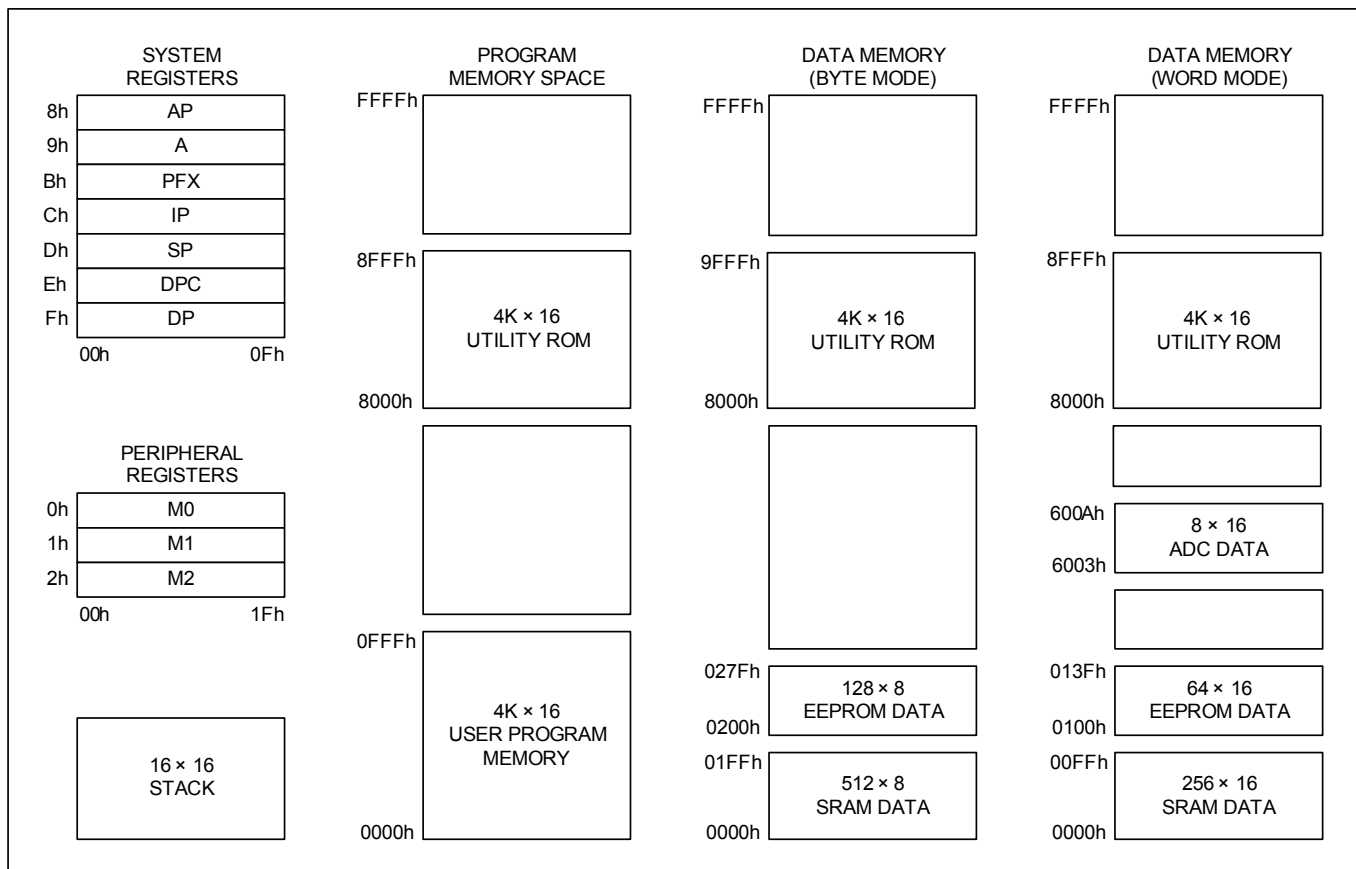 SYSTEM
REGISTERS
8h AP
9h A
Bh PFX
Ch IP
Dh SP
Eh DPC
Fh DP
00h 0Fh
PERIPHERAL
REGISTERS
0h M0
1h M1
2h M2
00h 1Fh
16 × 16
STACK
PROGRAM
MEMORY SPACE
FFFFh
8FFFh
4K × 16
UTILITY ROM
8000h
0FFFh
4K × 16
USER PROGRAM
MEMORY
0000h
DATA MEMORY
(BYTE MODE)
FFFFh
9FFFh
4K × 16
UTILITY ROM
8000h
027Fh
128 × 8
EEPROM DATA
0200h
01FFh
512 × 8
SRAM DATA
0000h
DATA MEMORY
(WORD MODE)
FFFFh
8FFFh
4K × 16
UTILITY ROM
8000h
600Ah
8 × 16
ADC DATA
6003h
013Fh
64 × 16
EEPROM DATA
0100h
00FFh
256 × 16
SRAM DATA
0000h